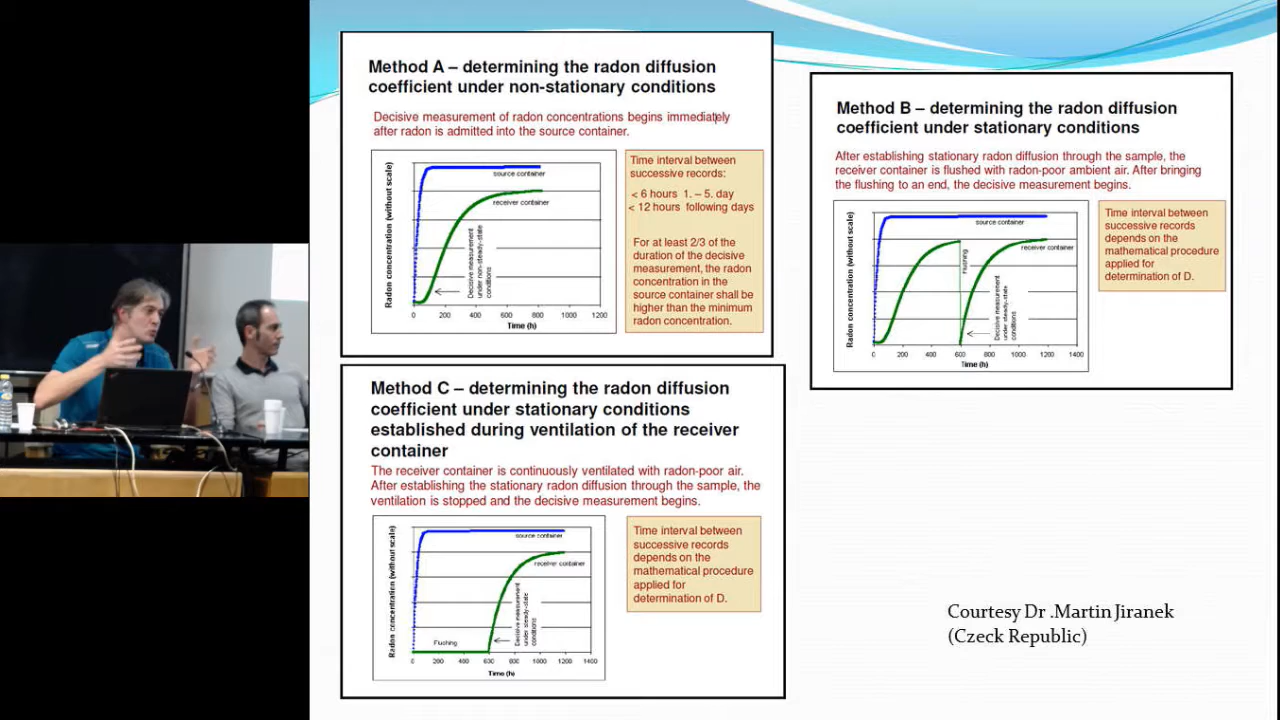 Method A – determining the radon diffusion
coefficient under non-stationary conditions
Decisive measurement of radon concentrations begins immediately
after radon is admitted into the source container.
Radon concentration (without scale)
source container
receiver container
Decisive measurement
under non-steady-state
conditions
0 200 400 600 800 1000 1200
Time (h)
Time interval between
successive records:
< 6 hours 1. – 5. day
< 12 hours following days
For at least 2/3 of the
duration of the decisive
measurement, the radon
concentration in the
source container shall be
higher than the minimum
radon concentration.
Method B – determining the radon diffusion
coefficient under stationary conditions
After establishing stationary radon diffusion through the sample, the
receiver container is flushed with radon-poor ambient air. After bringing
the flushing to an end, the decisive measurement begins.
Radon concentration (without scale)
source container
receiver container
Flushing
Decisive measurement
under steady-state
conditions
0 200 400 600 800 1000 1200 1400
Time (h)
Time interval between
successive records
depends on the
mathematical procedure
applied for
determination of D.
Method C – determining the radon diffusion
coefficient under stationary conditions
established during ventilation of the receiver
container
The receiver container is continuously ventilated with radon-poor air.
After establishing the stationary radon diffusion through the sample, the
ventilation is stopped and the decisive measurement begins.
Radon concentration (without scale)
source container
receiver container
Flushing
Decisive measurement
under steady-state
conditions
0 200 400 600 800 1000 1200 1400
Time (h)
Time interval between
successive records
depends on the
mathematical procedure
applied for
determination of D.
Courtesy Dr .Martin Jiranek
(Czeck Republic)